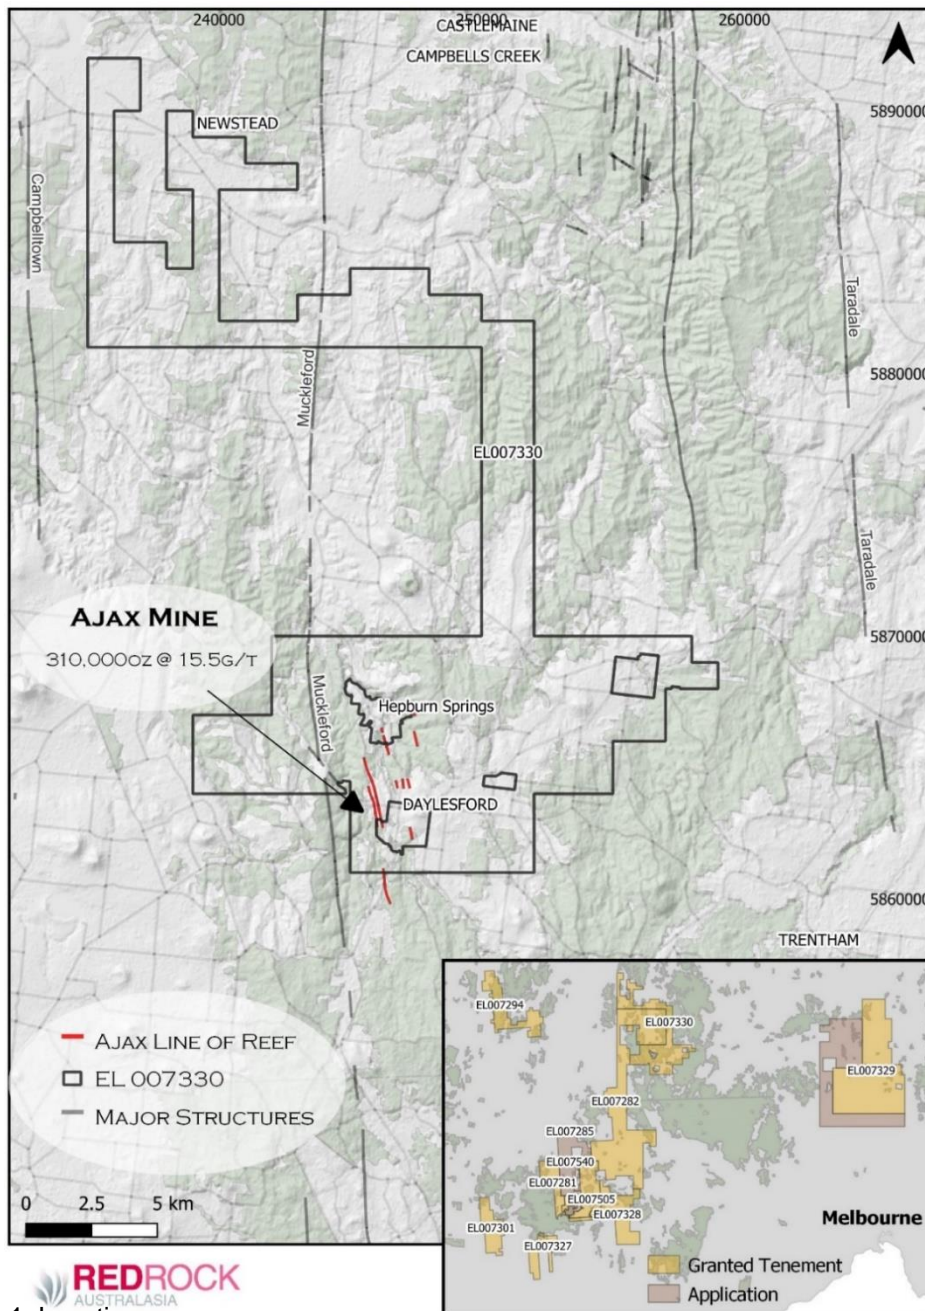 240000
250000
260000
CASTLEMAINE
CAMPBELLS CREEK
5890000
NEWSTEAD
Campbelltown
Taradale
Muckleford
5880000
EL007330
Taradale
AJAX MINE
310,000OZ @ 15.5G/T
5870000
Muckleford
Hepburn Springs
DAYLESFORD
5860000
TRENTHAM
AJAX LINE OF REEF
EL 007330
MAJOR STRUCTURES
0 2.5 5 km
EL007294
EL007330
EL007329
EL007282
EL007285
EL007540
EL007281
EL007505
EL007328
EL007301
EL007327
Melbourne
Granted Tenement
Application
REDROCK
AUSTRALASIA